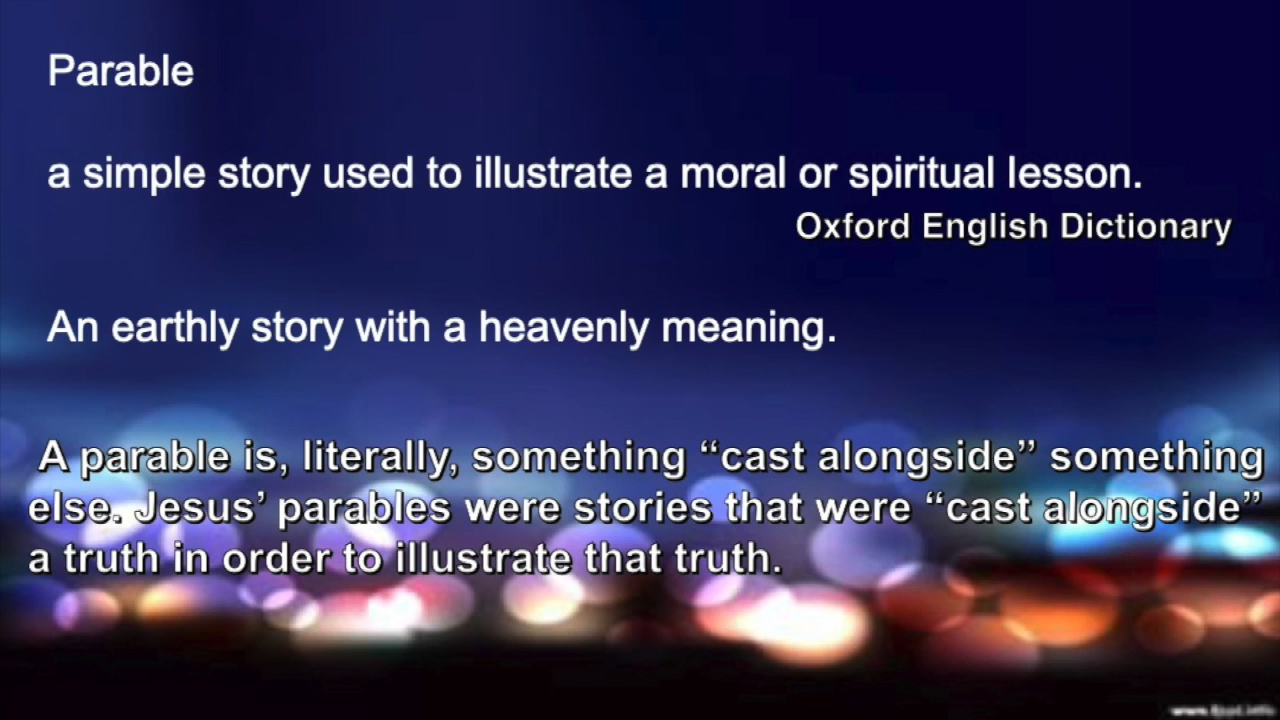 Parable
a simple story used to illustrate a moral or spiritual lesson.
Oxford English Dictionary
An earthly story with a heavenly meaning.
A parable is, literally, something “cast alongside” something
else. Jesus’ parables were stories that were “cast alongside”
a truth in order to illustrate that truth.